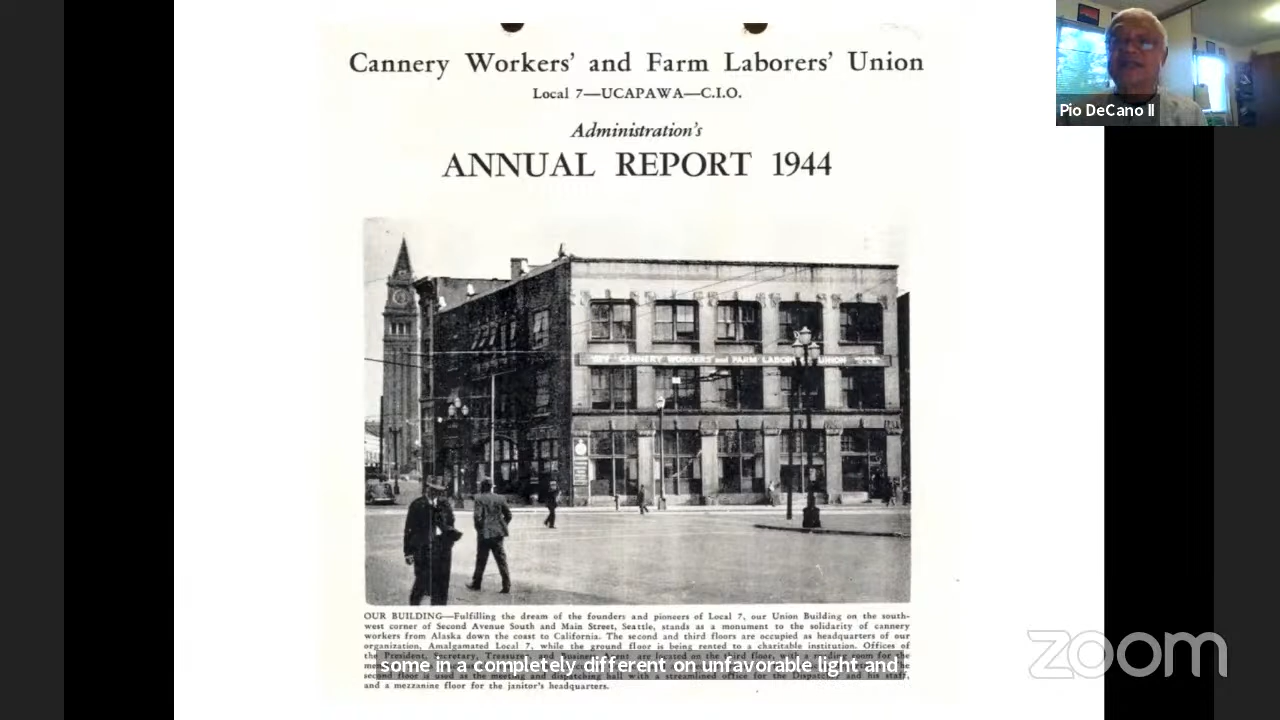 Cannery Workers' and Farm Laborers' Union
Local 7—UCAPAWA—C.I.O.
Administration's
ANNUAL REPORT 1944
Pio DeCano II
CANNERY WORKERS' and FARM LABORERS' UNION
OUR BUILDING—Fulfilling the dream of the founders and pioneers of Local 7, our Union Building on the south-
west corner of Second Avenue South and Main Street, Seattle, stands as a monument to the solidarity of cannery
workers from Alaska down the coast to California. The second and third floors are occupied as headquarters of our
organization, Amalgamated Local 7, while the ground floor is being rented to a charitable institution. Offices of
the President, Secretary, Treasurer, and Business Agent are located on the third floor, with a reading room for the
some in a completely different on unfavorable light and
second floor is used as the meeting and dispatching hall with a streamlined office for the Dispatcher and his staff,
and a mezzanine floor for the janitor's headquarters.
zoom